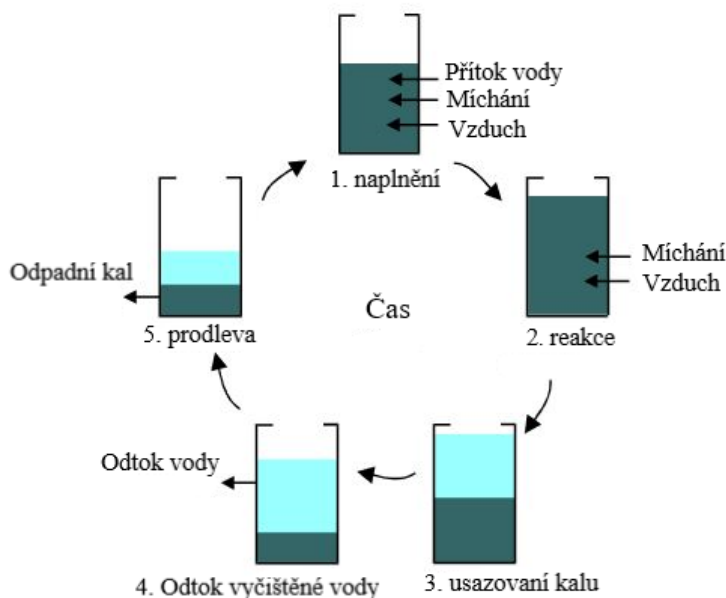 Přítok vody
Míchání
Vzduch
1. naplnění
Míchání
Vzduch
2. reakce
Odpadní kal
5. prodleva
Čas
Odtok vody
4. Odtok vyčištěné vody
3. usazovaní kalu